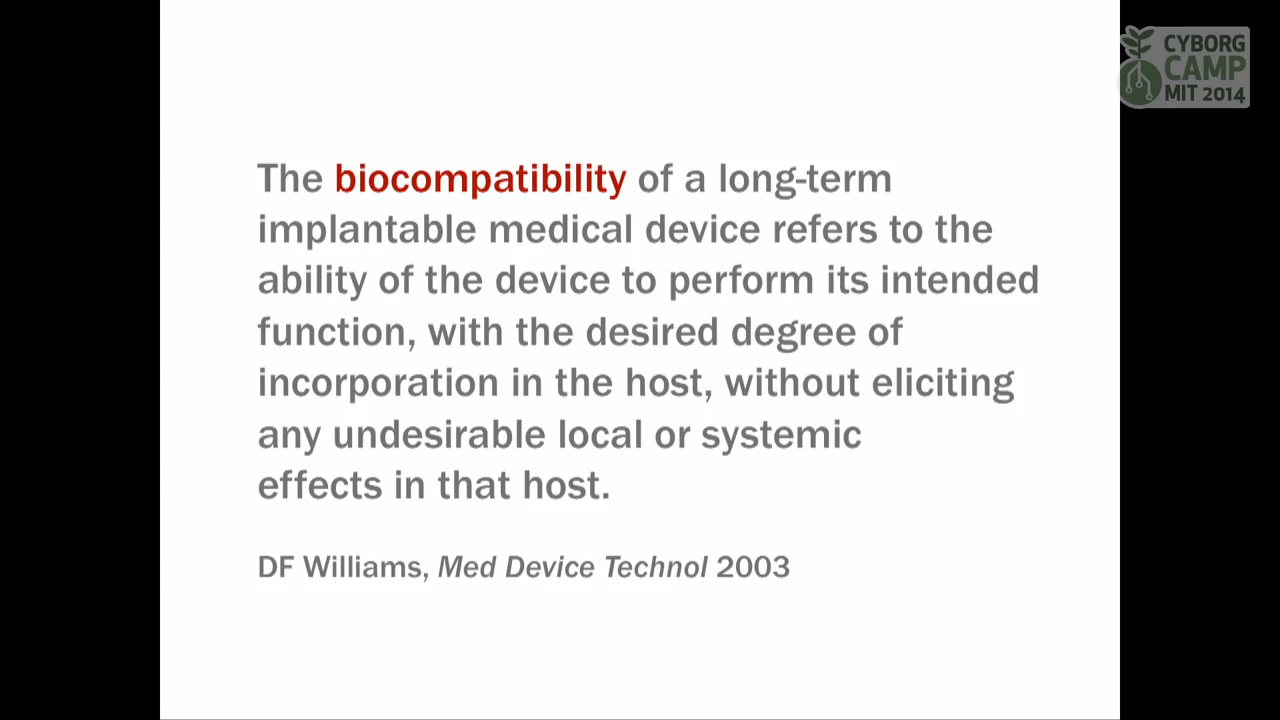 CYBORG
CAMP
MIT 2014
The biocompatibility of a long-term
implantable medical device refers to the
ability of the device to perform its intended
function, with the desired degree of
incorporation in the host, without eliciting
any undesirable local or systemic
effects in that host.
DF Williams, Med Device Technol 2003